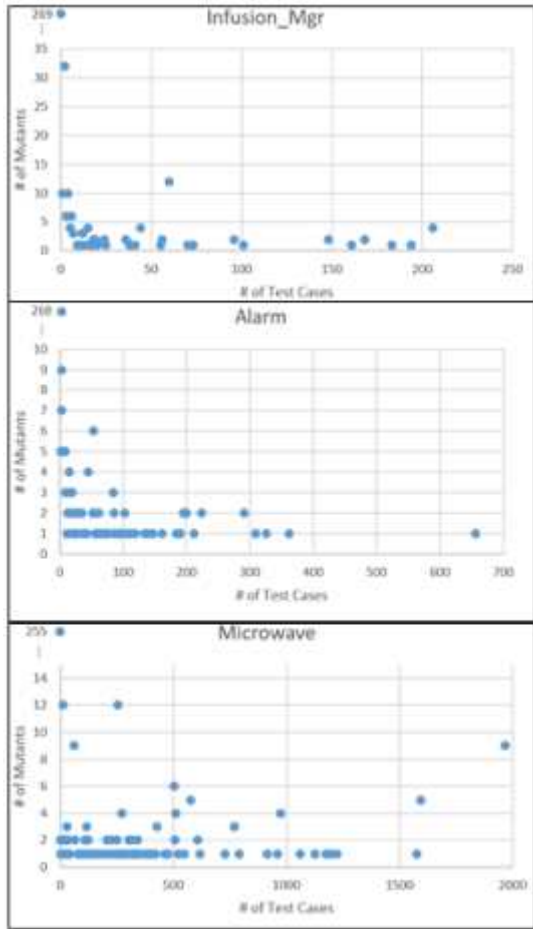 Infusion_Mgr
269
35
30
25
20
15
10
5
0
# of Mutants
0 50 100 150 200 250
# of Test Cases
Alarm
268
10
9
8
7
6
5
4
3
2
1
0
# of Mutants
0 100 200 300 400 500 600 700
# of Test Cases
Microwave
255
14
12
10
8
6
4
2
0
# of Mutants
0 500 1000 1500 2000
# of Test Cases